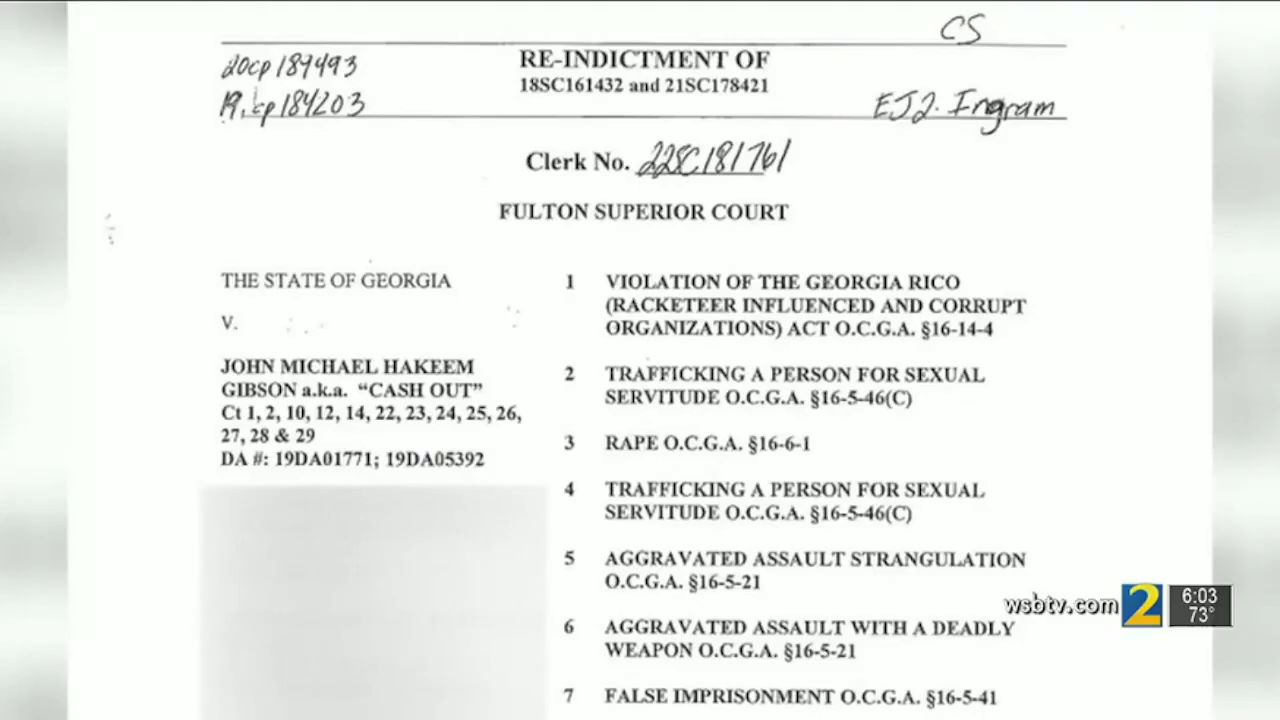 CS
20cp189493
19.cp184203
RE-INDICTMENT OF
18SC161432 and 21SC178421
EJ2. Ingram
Clerk No. 22SC181761
FULTON SUPERIOR COURT
THE STATE OF GEORGIA
V.
JOHN MICHAEL HAKEEM
GIBSON a.k.a. “CASH OUT”
Ct 1, 2, 10, 12, 14, 22, 23, 24, 25, 26,
27, 28 & 29
DA #: 19DA01771; 19DA05392
1 VIOLATION OF THE GEORGIA RICO
(RACKETEER INFLUENCED AND CORRUPT
ORGANIZATIONS) ACT O.C.G.A. §16-14-4
2 TRAFFICKING A PERSON FOR SEXUAL
SERVITUDE O.C.G.A. §16-5-46(C)
3 RAPE O.C.G.A. §16-6-1
4 TRAFFICKING A PERSON FOR SEXUAL
SERVITUDE O.C.G.A. §16-5-46(C)
5 AGGRAVATED ASSAULT STRANGULATION
O.C.G.A. §16-5-21
6 AGGRAVATED ASSAULT WITH A DEADLY
WEAPON O.C.G.A. §16-5-21
7 FALSE IMPRISONMENT O.C.G.A. §16-5-41
wsbtv.com 2
6:03
73°